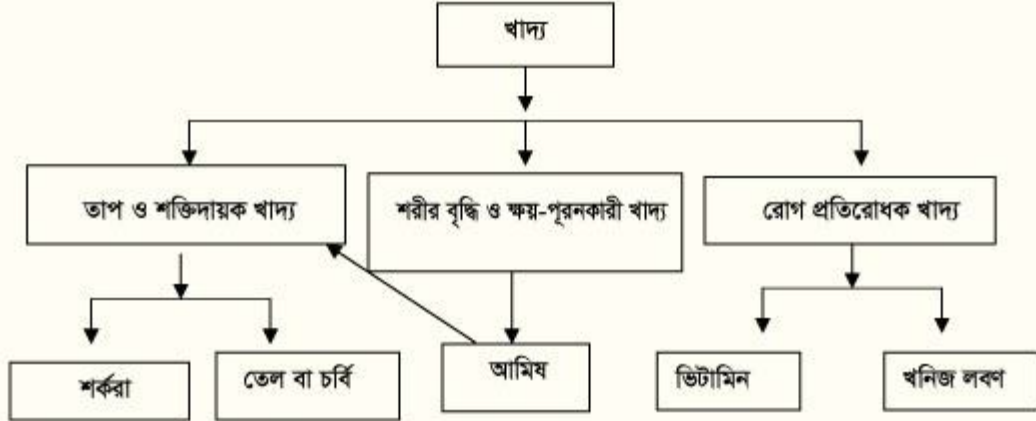 খাদ্য
তাপ ও শক্তিদায়ক খাদ্য
শরীর বৃদ্ধি ও ক্ষয়-পূরনকারী খাদ্য
রোগ প্রতিরোধক খাদ্য
শর্করা
তেল বা চর্বি
আমিষ
ভিটামিন
খনিজ লবণ